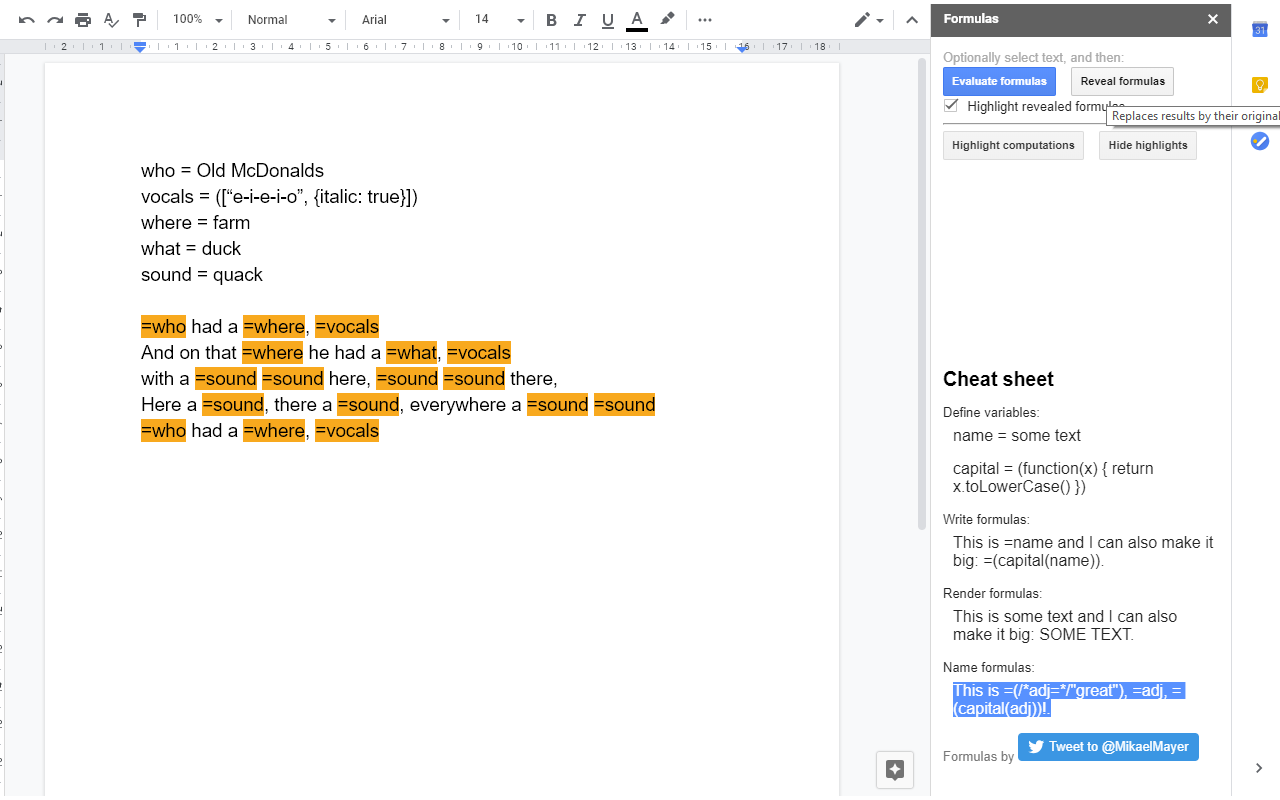 100% Normal Arial 14 B I U A
2 1 1 2 3 4 5 6 7 8 9 10 11 12 13 14 15 16 17 18
who = Old McDonalds
vocals = ([“e-i-e-i-o”, {italic: true}])
where = farm
what = duck
sound = quack
=who had a =where, =vocals
And on that =where he had a =what, =vocals
with a =sound =sound here, =sound =sound there,
Here a =sound, there a =sound, everywhere a =sound =sound
=who had a =where, =vocals
Formulas
Optionally select text, and then:
Evaluate formulas Reveal formulas
Highlight revealed formulas
Replaces results by their original
Highlight computations Hide highlights
Cheat sheet
Define variables:
name = some text
capital = (function(x) { return
x.toLowerCase() })
Write formulas:
This is =name and I can also make it
big: =(capital(name)).
Render formulas:
This is some text and I can also
make it big: SOME TEXT.
Name formulas:
This is =(/*adj=*/"great"), =adj, =
(capital(adj))!.
Formulas by Tweet to @MikaelMayer
31